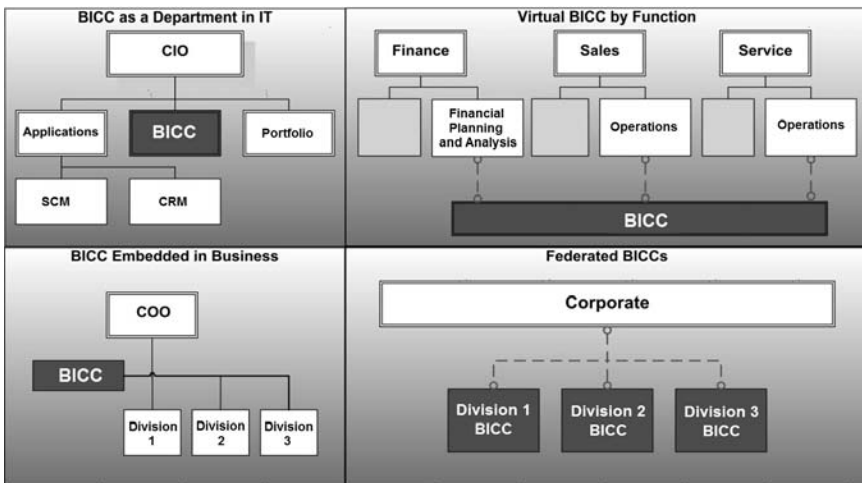 BICC as a Department in IT
CIO
Applications
BICC
Portfolio
SCM
CRM
Virtual BICC by Function
Finance
Sales
Service
Financial
Planning
and Analysis
Operations
Operations
BICC
BICC Embedded in Business
COO
BICC
Division
1
Division
2
Division
3
Federated BICCs
Corporate
Division 1
BICC
Division 2
BICC
Division 3
BICC